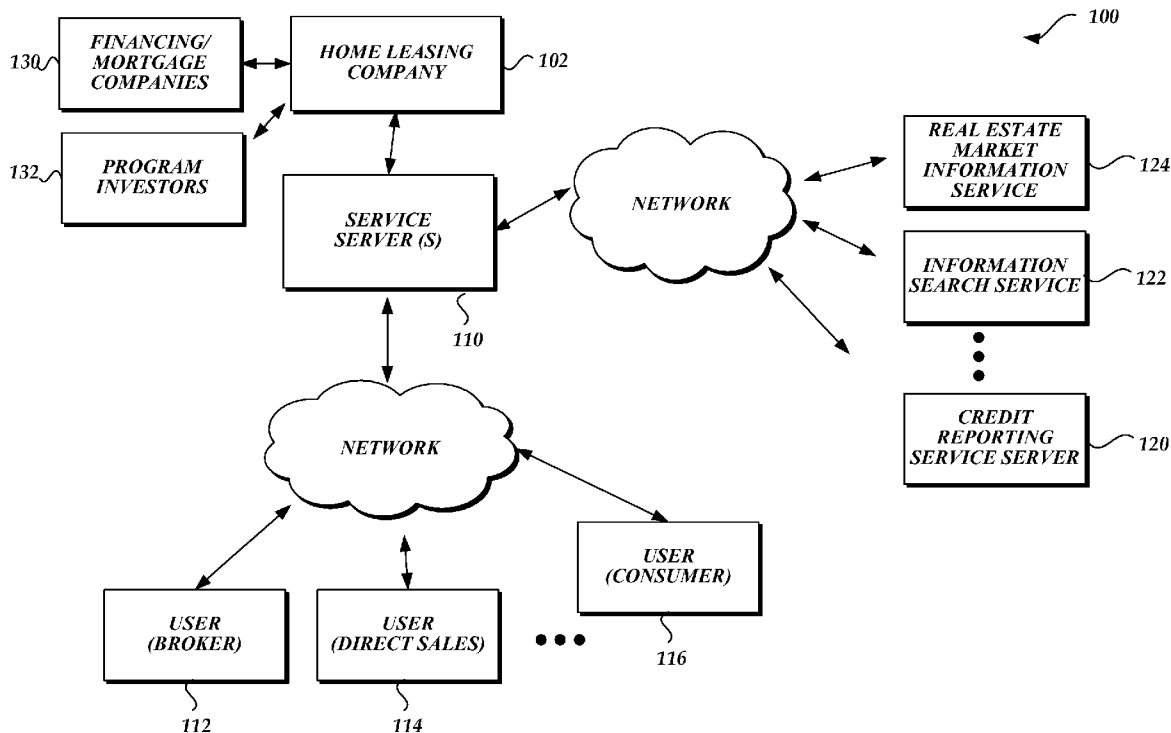 100
FINANCING/
MORTGAGE
COMPANIES
130
HOME LEASING
COMPANY
102
PROGRAM
INVESTORS
132
SERVICE
SERVER (S)
110
NETWORK
REAL ESTATE
MARKET
INFORMATION
SERVICE
124
INFORMATION
SEARCH SERVICE
122
CREDIT
REPORTING
SERVICE SERVER
120
NETWORK
USER
(BROKER)
112
USER
(DIRECT SALES)
114
USER
(CONSUMER)
116